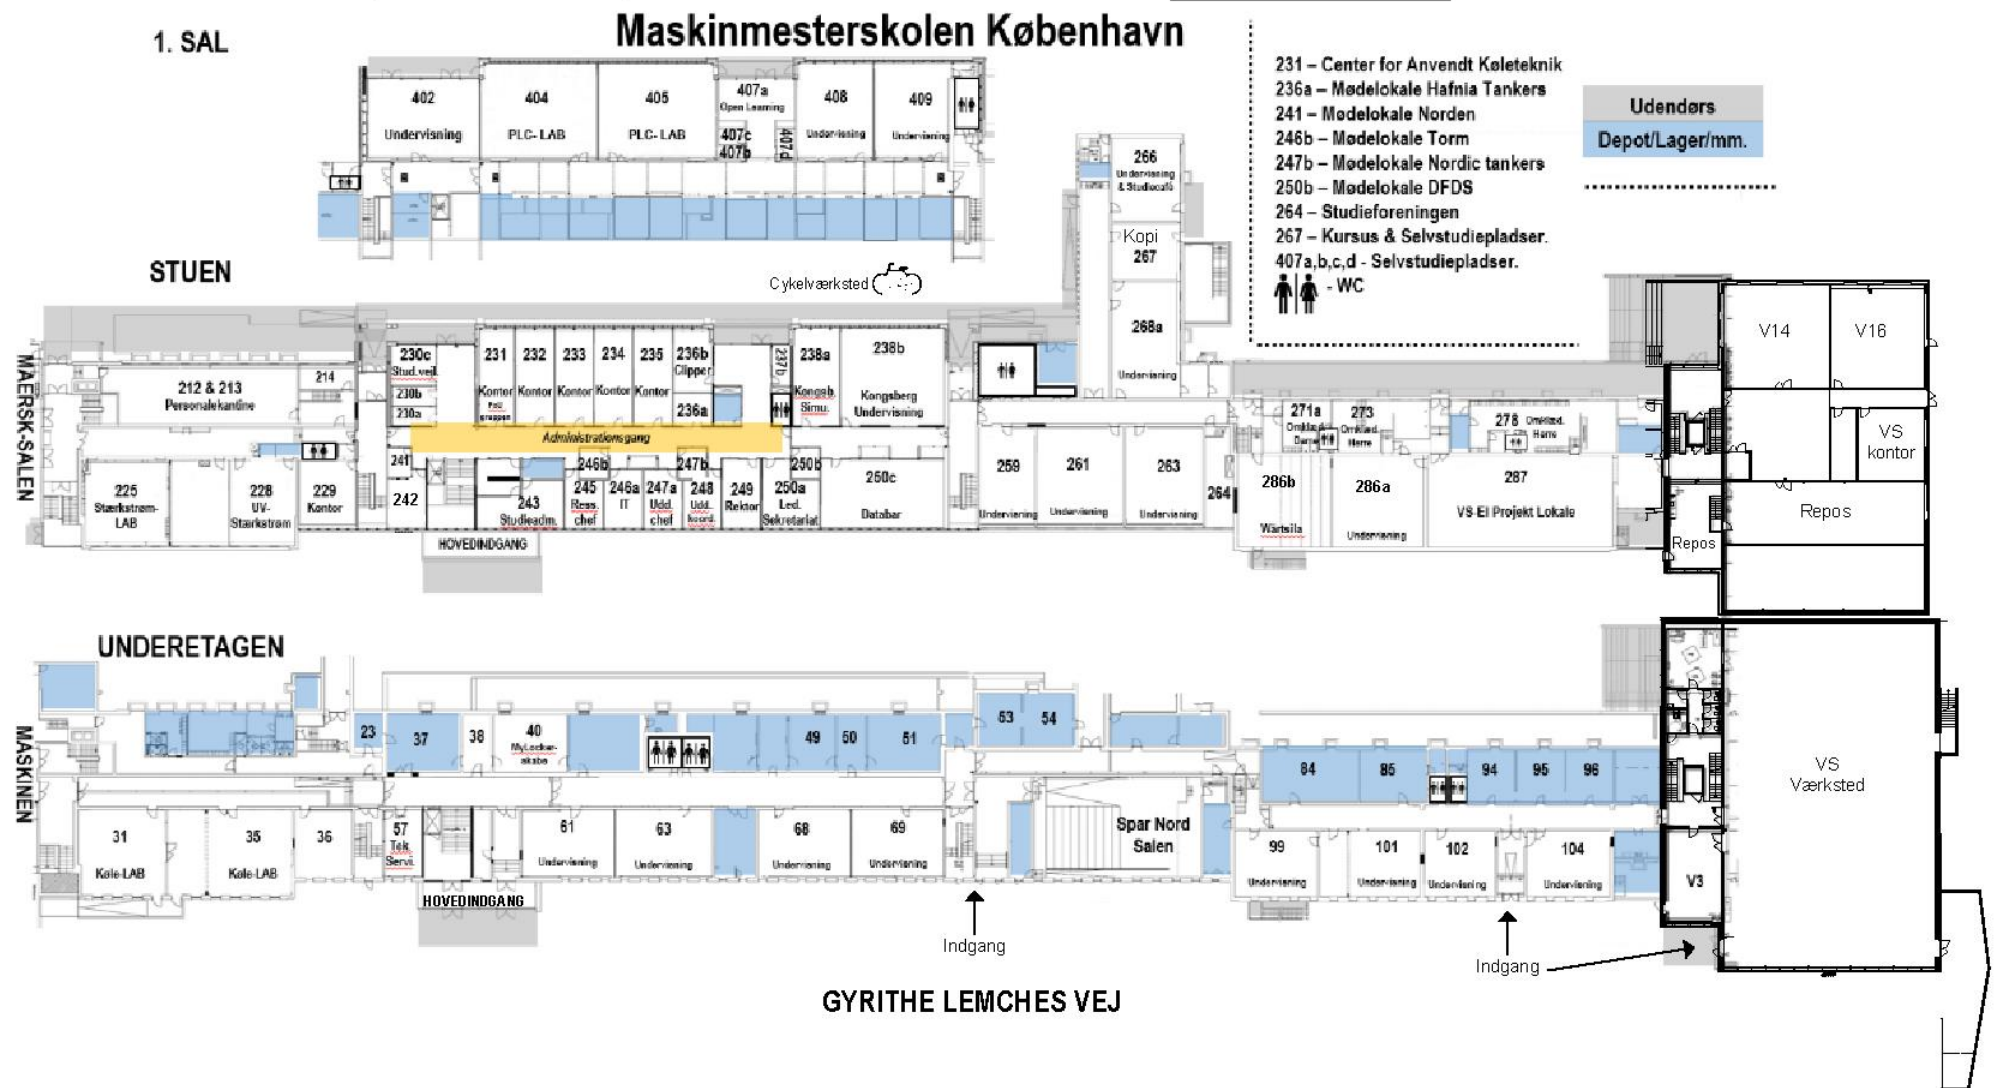 Maskinmesterskolen København
1. SAL
402
Undervisning
404
PLC- LAB
405
PLC- LAB
407a
Open Learning
407c
407b
407d
408
Undervisning
409
Undervisning
231 – Center for Anvendt Køleteknik
236a – Mødelokale Hafnia Tankers
241 – Mødelokale Norden
246b – Mødelokale Torm
247b – Mødelokale Nordic tankers
250b – Mødelokale DFDS
264 – Studieforeningen
267 – Kursus & Selvstudiepladser.
407a,b,c,d - Selvstudiepladser.
- WC
Udendørs
Depot/Lager/mm.
STUEN
Cykelværksted
MAERSK-SALEN
212 & 213
Personalekantine
214
225
Stærkstrøm-
LAB
228
UV-
Stærkstrøm
229
Kontor
230c
Stud.vejl.
230b
230a
231
Kontor
232
Kontor
233
Kontor
234
Kontor
235
Kontor
236b
Clipper
236a
237b
238a
Kongsb.
Simu.
238b
Kongsberg
Undervisning
Administrationsgang
241
242
243
Studieadm.
245
Ress.
chef
246b
246a
IT
247a
Udd.
chef
247b
248
Udd.
koord.
249
Rektor
250b
250a
Led.
Sekretariat
250c
Databar
HOVEDINDGANG
259
Undervisning
261
Undervisning
263
Undervisning
264
266
Undervisning
& Studiecafé
Kopi
267
268a
Undervisning
271a
Omklæd.
Dame
273
Omklæd.
Herre
278
Omklæd.
Herre
286b
Wärtsila
286a
Undervisning
287
VS-El Projekt Lokale
V14
V16
VS
kontor
Repos
Repos
UNDERETAGEN
MASKINEN
23
37
38
40
MyLocker-
skabe
49
50
51
53
54
31
Køle-LAB
35
Køle-LAB
36
57
Tek.
Servi.
61
Undervisning
63
Undervisning
68
Undervisning
69
Undervisning
HOVEDINDGANG
Indgang
Spar Nord
Salen
84
85
94
95
96
99
Undervisning
101
Undervisning
102
Undervisning
104
Undervisning
V3
VS
Værksted
Indgang
GYRITHE LEMCHES VEJ